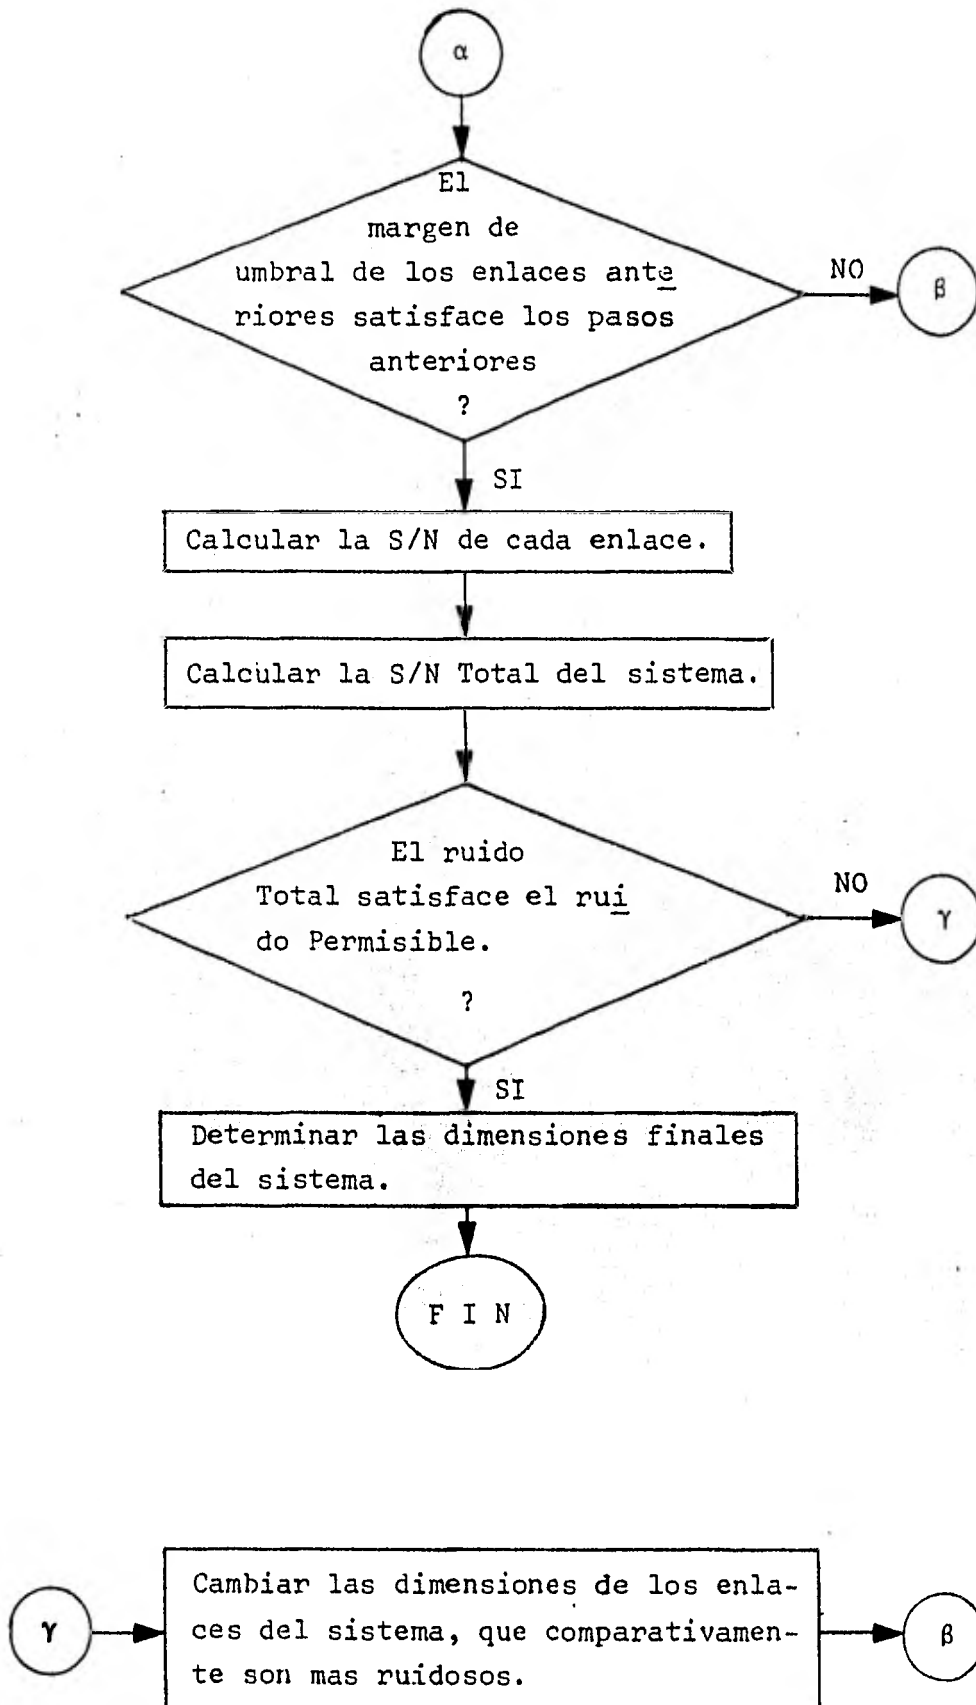 α
El
margen de
umbral de los enlaces ante
riores satisface los pasos
anteriores
?
NO
β
SI
Calcular la S/N de cada enlace.
Calcular la S/N Total del sistema.
El ruido
Total satisface el rui
do Permisible.
?
NO
γ
SI
Determinar las dimensiones finales
del sistema.
F I N
γ
Cambiar las dimensiones de los enla-
ces del sistema, que comparativamen-
te son mas ruidosos.
β